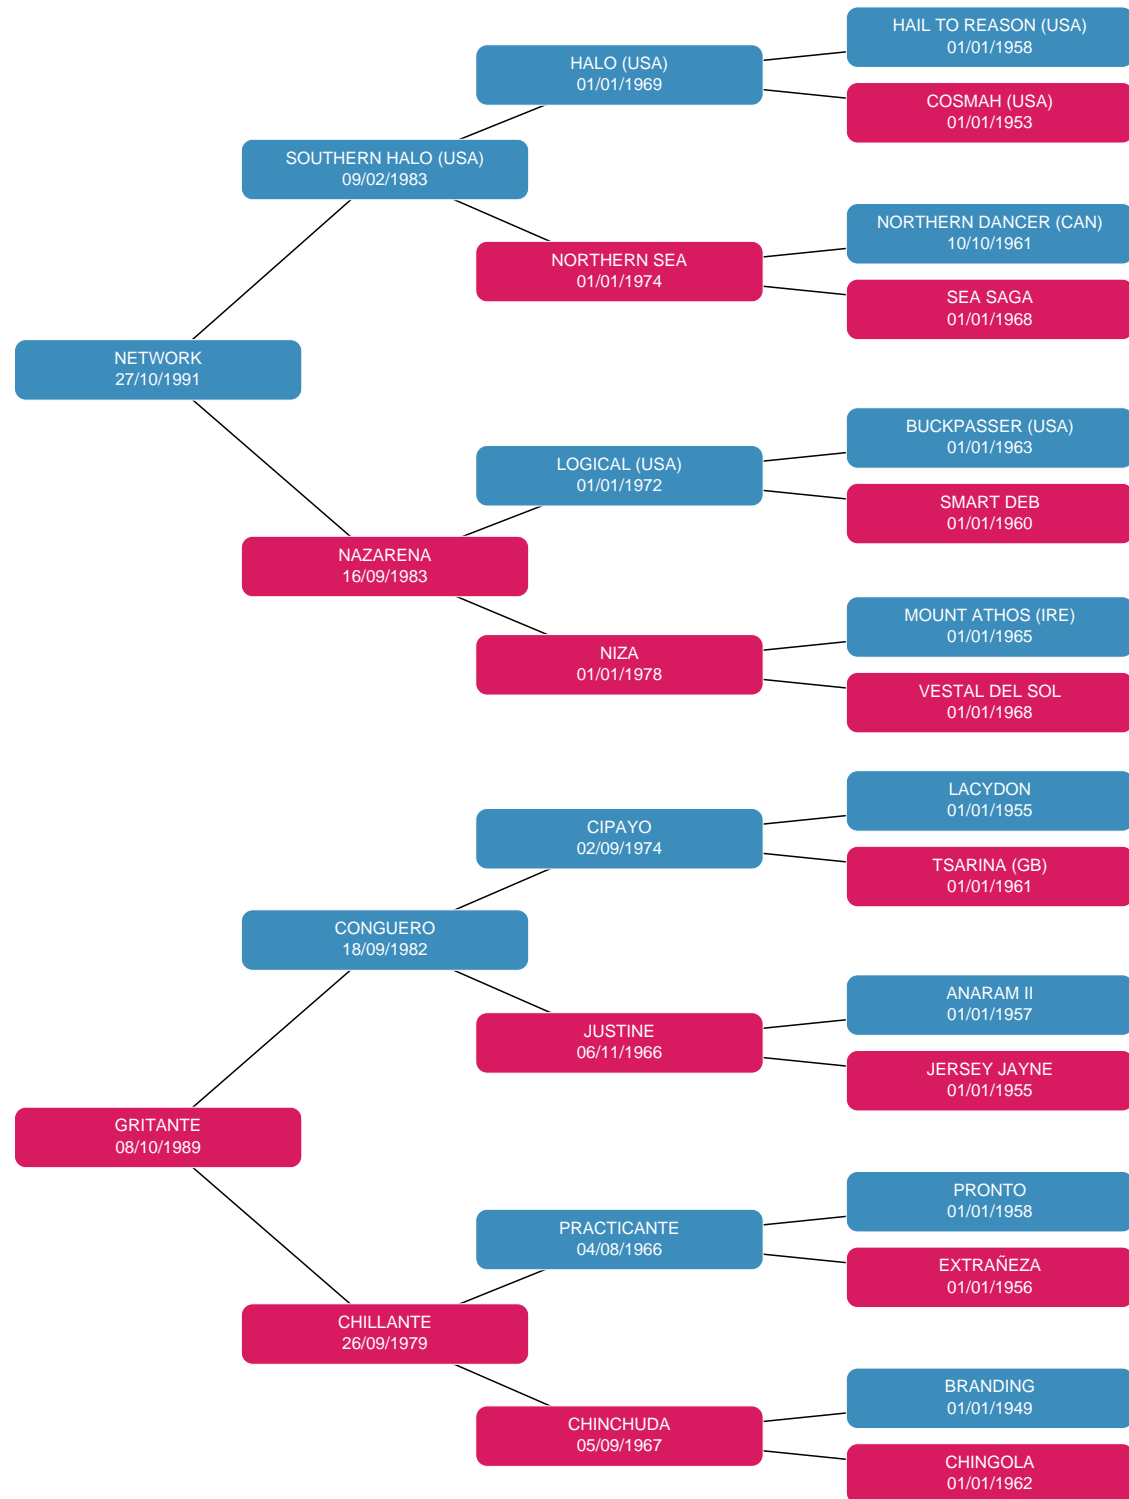 HAIL TO REASON (USA)
01/01/1958
HALO (USA)
01/01/1969
COSMAH (USA)
01/01/1953
SOUTHERN HALO (USA)
09/02/1983
NORTHERN DANCER (CAN)
10/10/1961
NORTHERN SEA
01/01/1974
SEA SAGA
01/01/1968
NETWORK
27/10/1991
BUCKPASSER (USA)
01/01/1963
LOGICAL (USA)
01/01/1972
SMART DEB
01/01/1960
NAZARENA
16/09/1983
MOUNT ATHOS (IRE)
01/01/1965
NIZA
01/01/1978
VESTAL DEL SOL
01/01/1968
LACYDON
01/01/1955
CIPAYO
02/09/1974
TSARINA (GB)
01/01/1961
CONGUERO
18/09/1982
ANARAM II
01/01/1957
JUSTINE
06/11/1966
JERSEY JAYNE
01/01/1955
GRITANTE
08/10/1989
PRONTO
01/01/1958
PRACTICANTE
04/08/1966
EXTRAÑEZA
01/01/1956
CHILLANTE
26/09/1979
BRANDING
01/01/1949
CHINCHUDA
05/09/1967
CHINGOLA
01/01/1962